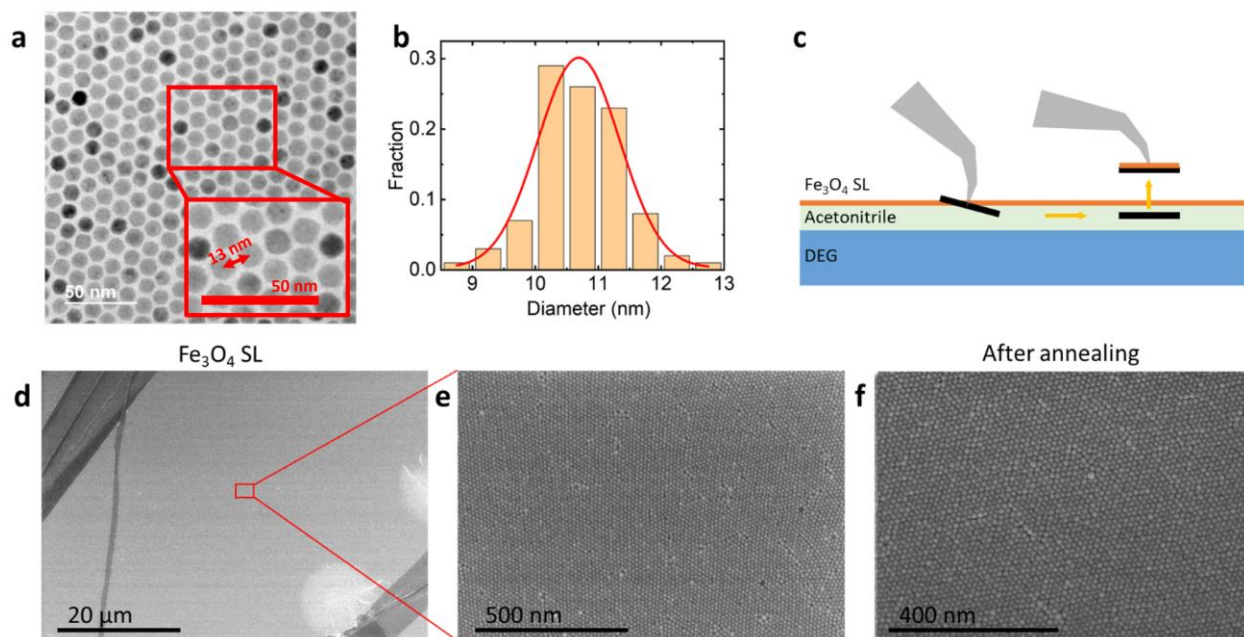 a
50 nm
13 nm
50 nm
b
0.3
0.2
0.1
0.0
Fraction
9 10 11 12 13
Diameter (nm)
c
Fe₃O₄ SL
Acetonitrile
DEG
Fe₃O₄ SL
d
20 µm
e
500 nm
After annealing
f
400 nm